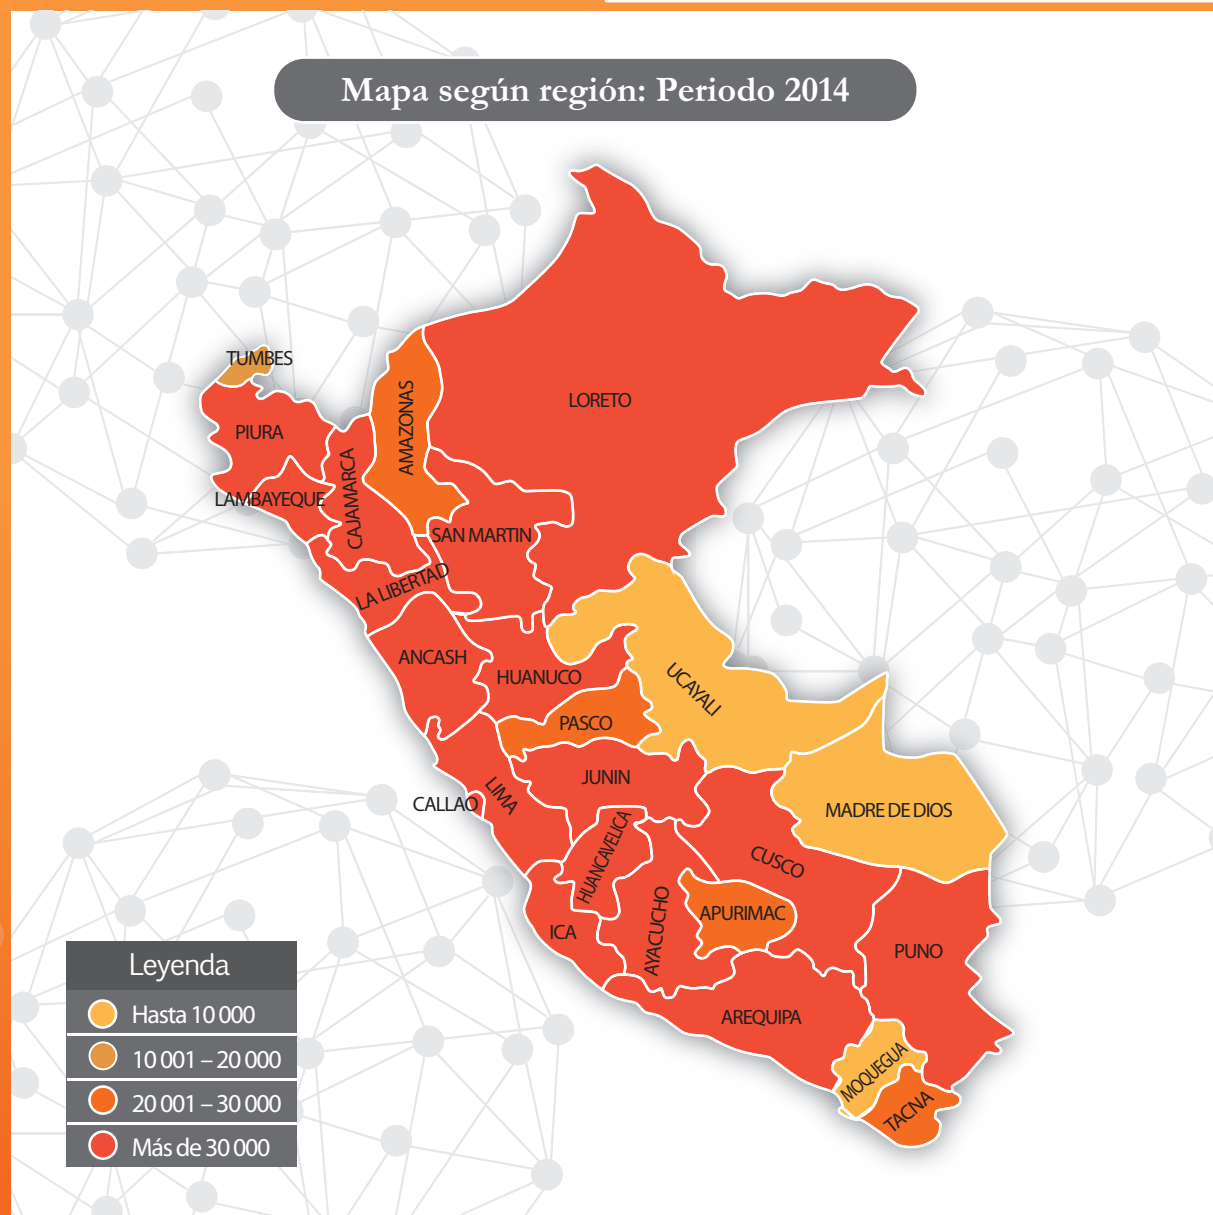 Mapa según región: Periodo 2014
TUMBES
LORETO
AMAZONAS
PIURA
CAJAMARCA
LAMBAYEQUE
SAN MARTIN
LA LIBERTAD
ANCASH
HUANUCO
UCAYALI
PASCO
JUNIN
LIMA
CALLAO
MADRE DE DIOS
HUANCAVELICA
CUSCO
APURIMAC
AYACUCHO
ICA
PUNO
AREQUIPA
MOQUEGUA
TACNA
Leyenda
Hasta 10 000
10 001 – 20 000
20 001 – 30 000
Más de 30 000